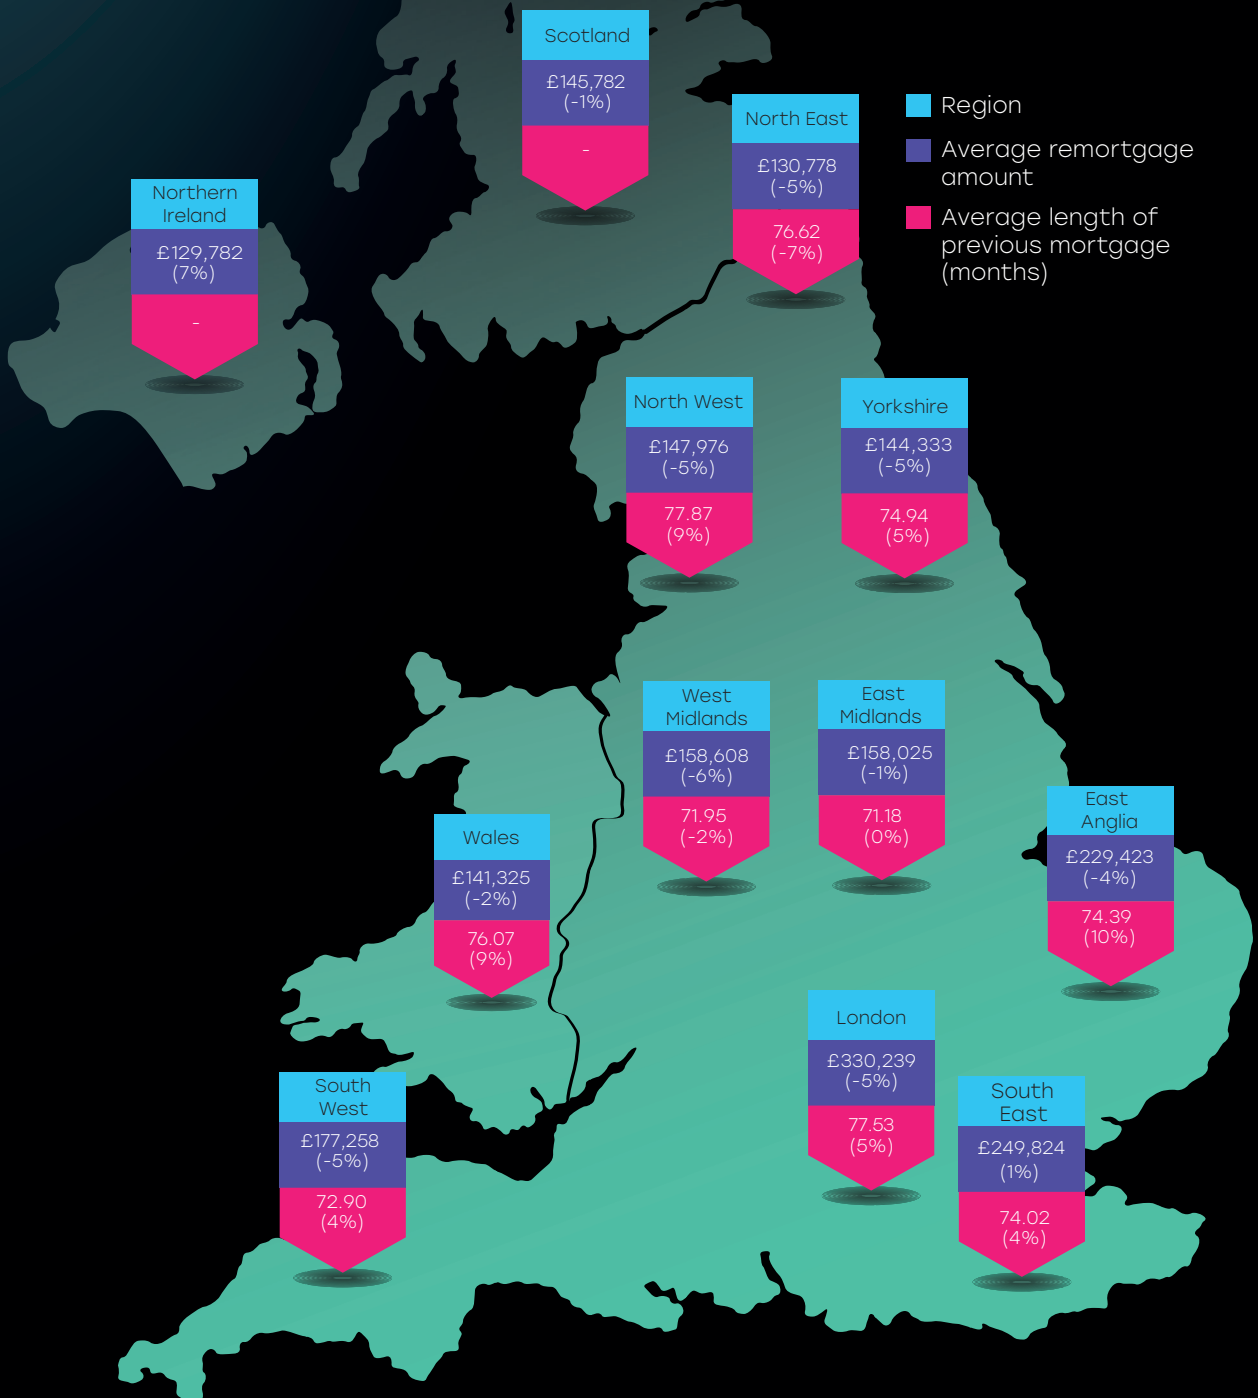 Scotland
£145,782
(-1%)
-
North East
£130,778
(-5%)
76.62
(-7%)
Region
Average remortgage
amount
Average length of
previous mortgage
(months)
Northern
Ireland
£129,782
(7%)
-
North West
£147,976
(-5%)
77.87
(9%)
Yorkshire
£144,333
(-5%)
74.94
(5%)
West
Midlands
£158,608
(-6%)
71.95
(-2%)
East
Midlands
£158,025
(-1%)
71.18
(0%)
East
Anglia
£229,423
(-4%)
74.39
(10%)
Wales
£141,325
(-2%)
76.07
(9%)
London
£330,239
(-5%)
77.53
(5%)
South
East
£249,824
(1%)
74.02
(4%)
South
West
£177,258
(-5%)
72.90
(4%)